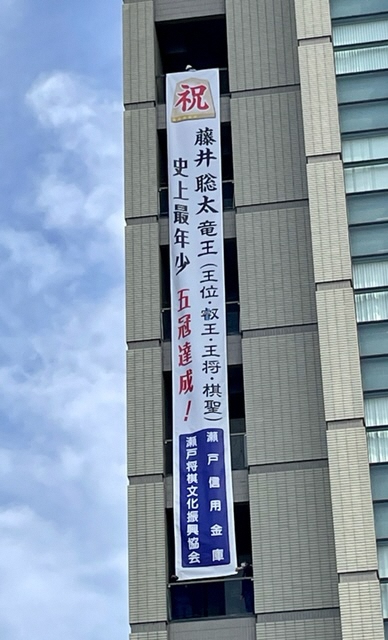 祝
藤井聡太竜王(王位・叡王・王将・棋聖)
史上最年少 五冠達成!
瀬戸信用金庫
瀬戸将棋文化振興協会